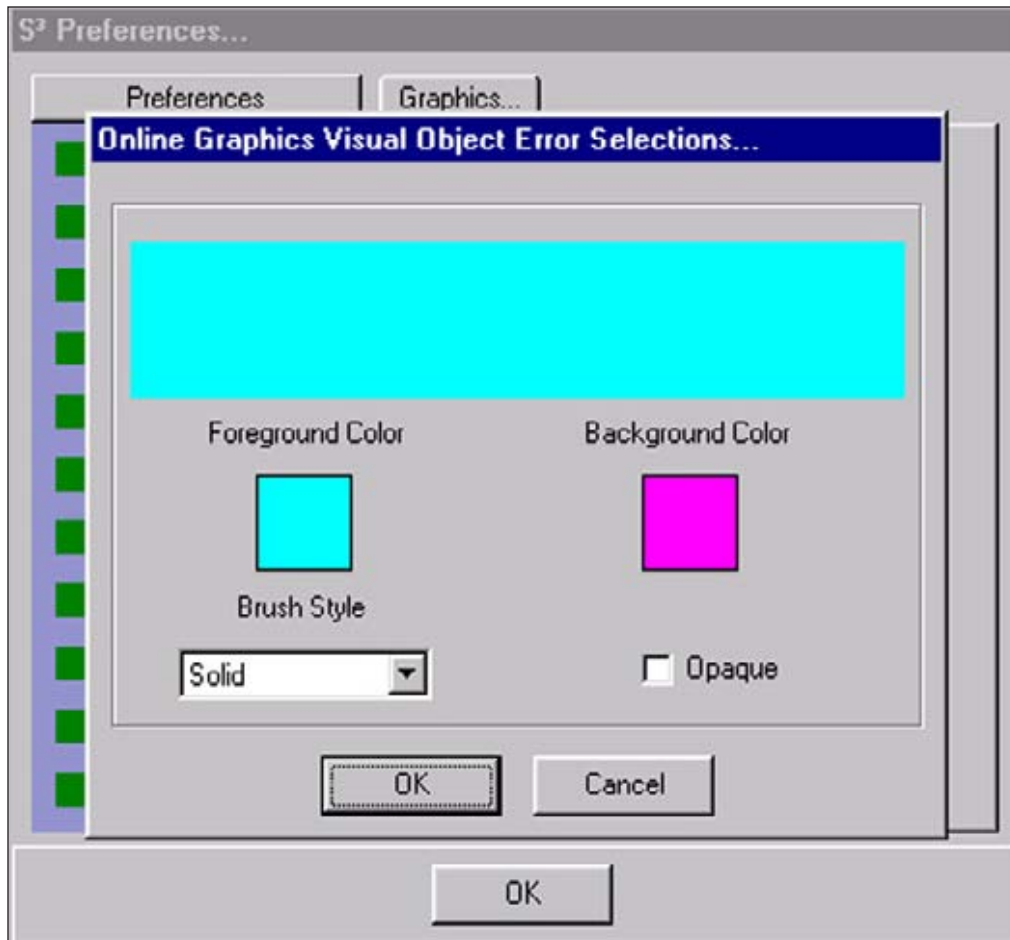 S³ Preferences...
Preferences Graphics...
Online Graphics Visual Object Error Selections...
Foreground Color Background Color
Brush Style
Solid Opaque
OK Cancel
OK